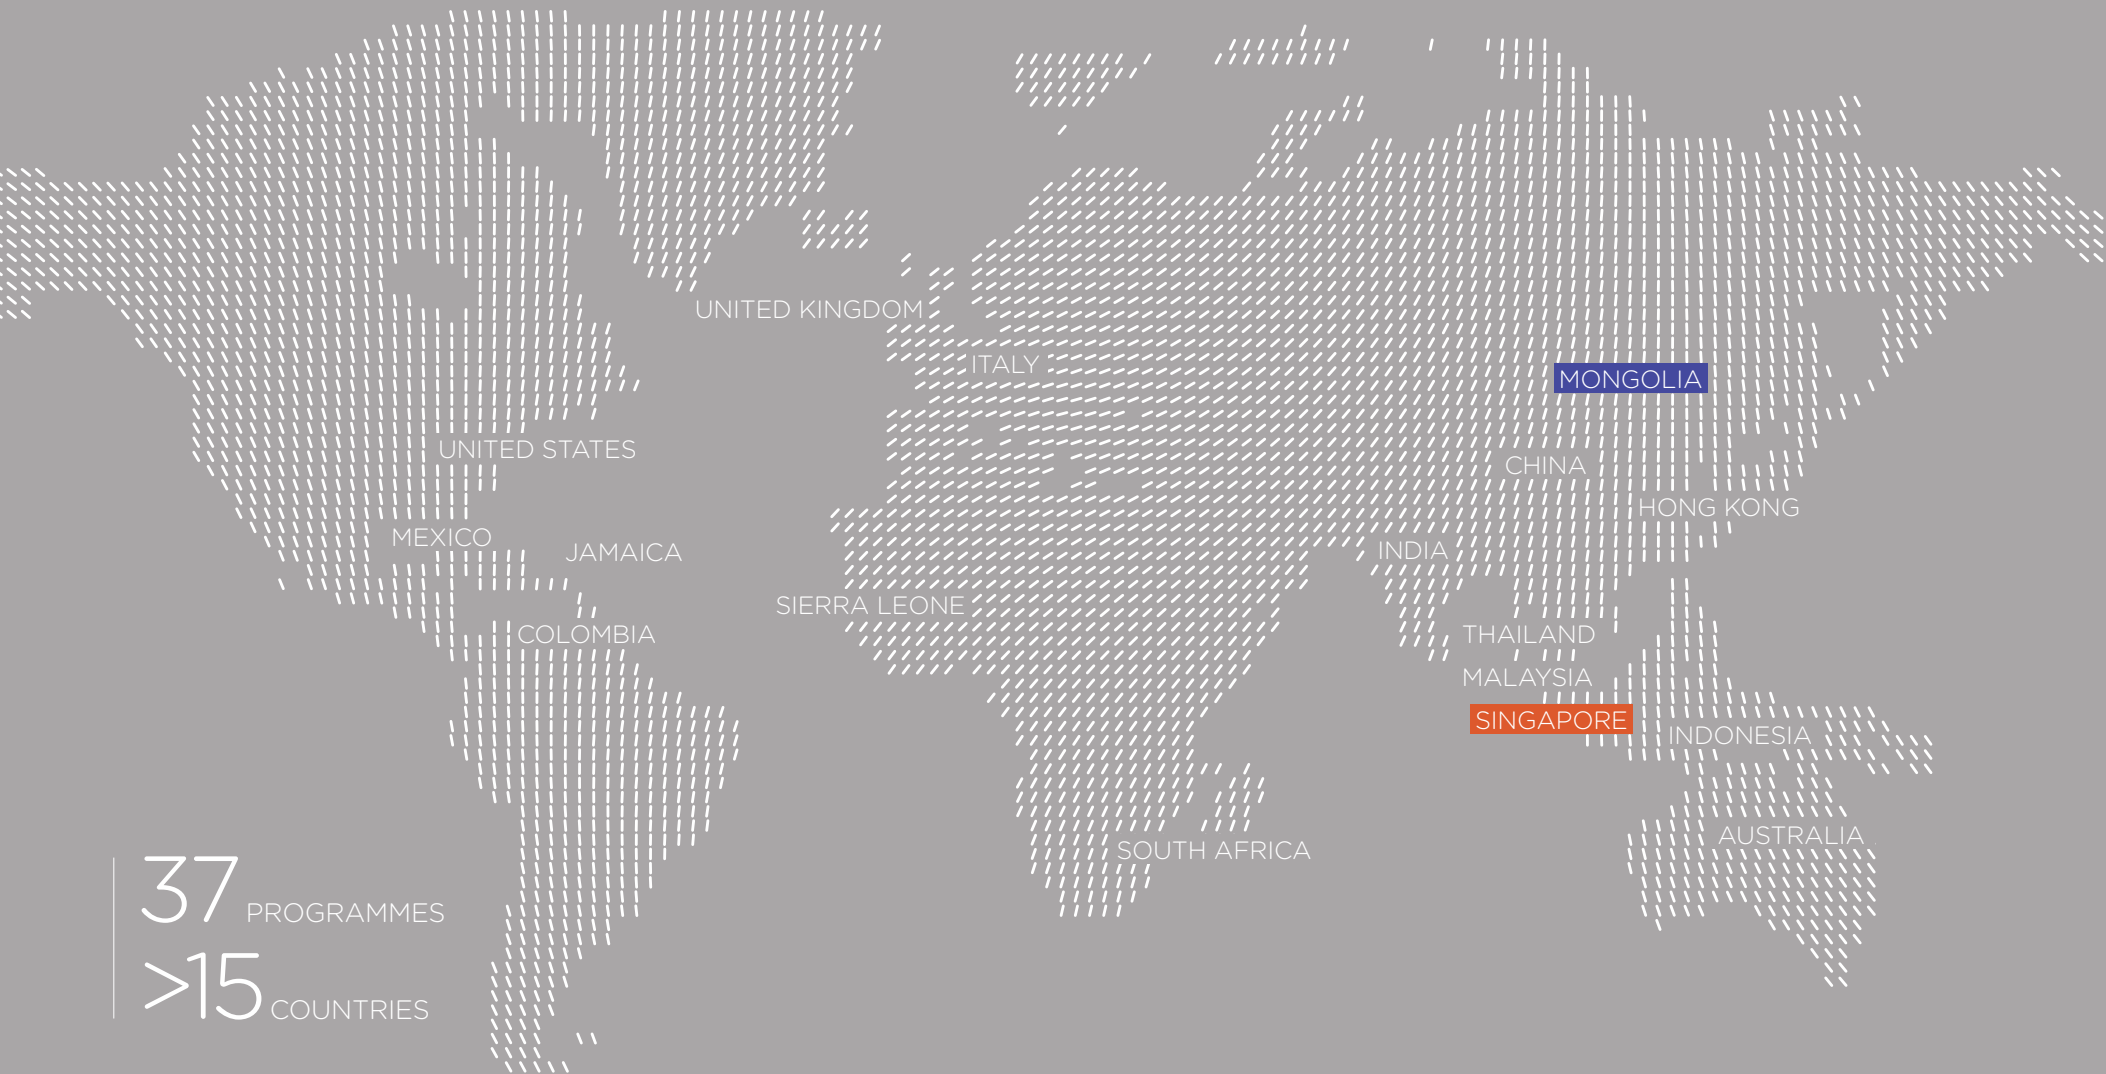 UNITED KINGDOM
ITALY
MONGOLIA
UNITED STATES
CHINA
HONG KONG
MEXICO
JAMAICA
INDIA
SIERRA LEONE
COLOMBIA
THAILAND
MALAYSIA
SINGAPORE
INDONESIA
AUSTRALIA
SOUTH AFRICA
37 PROGRAMMES
>15 COUNTRIES